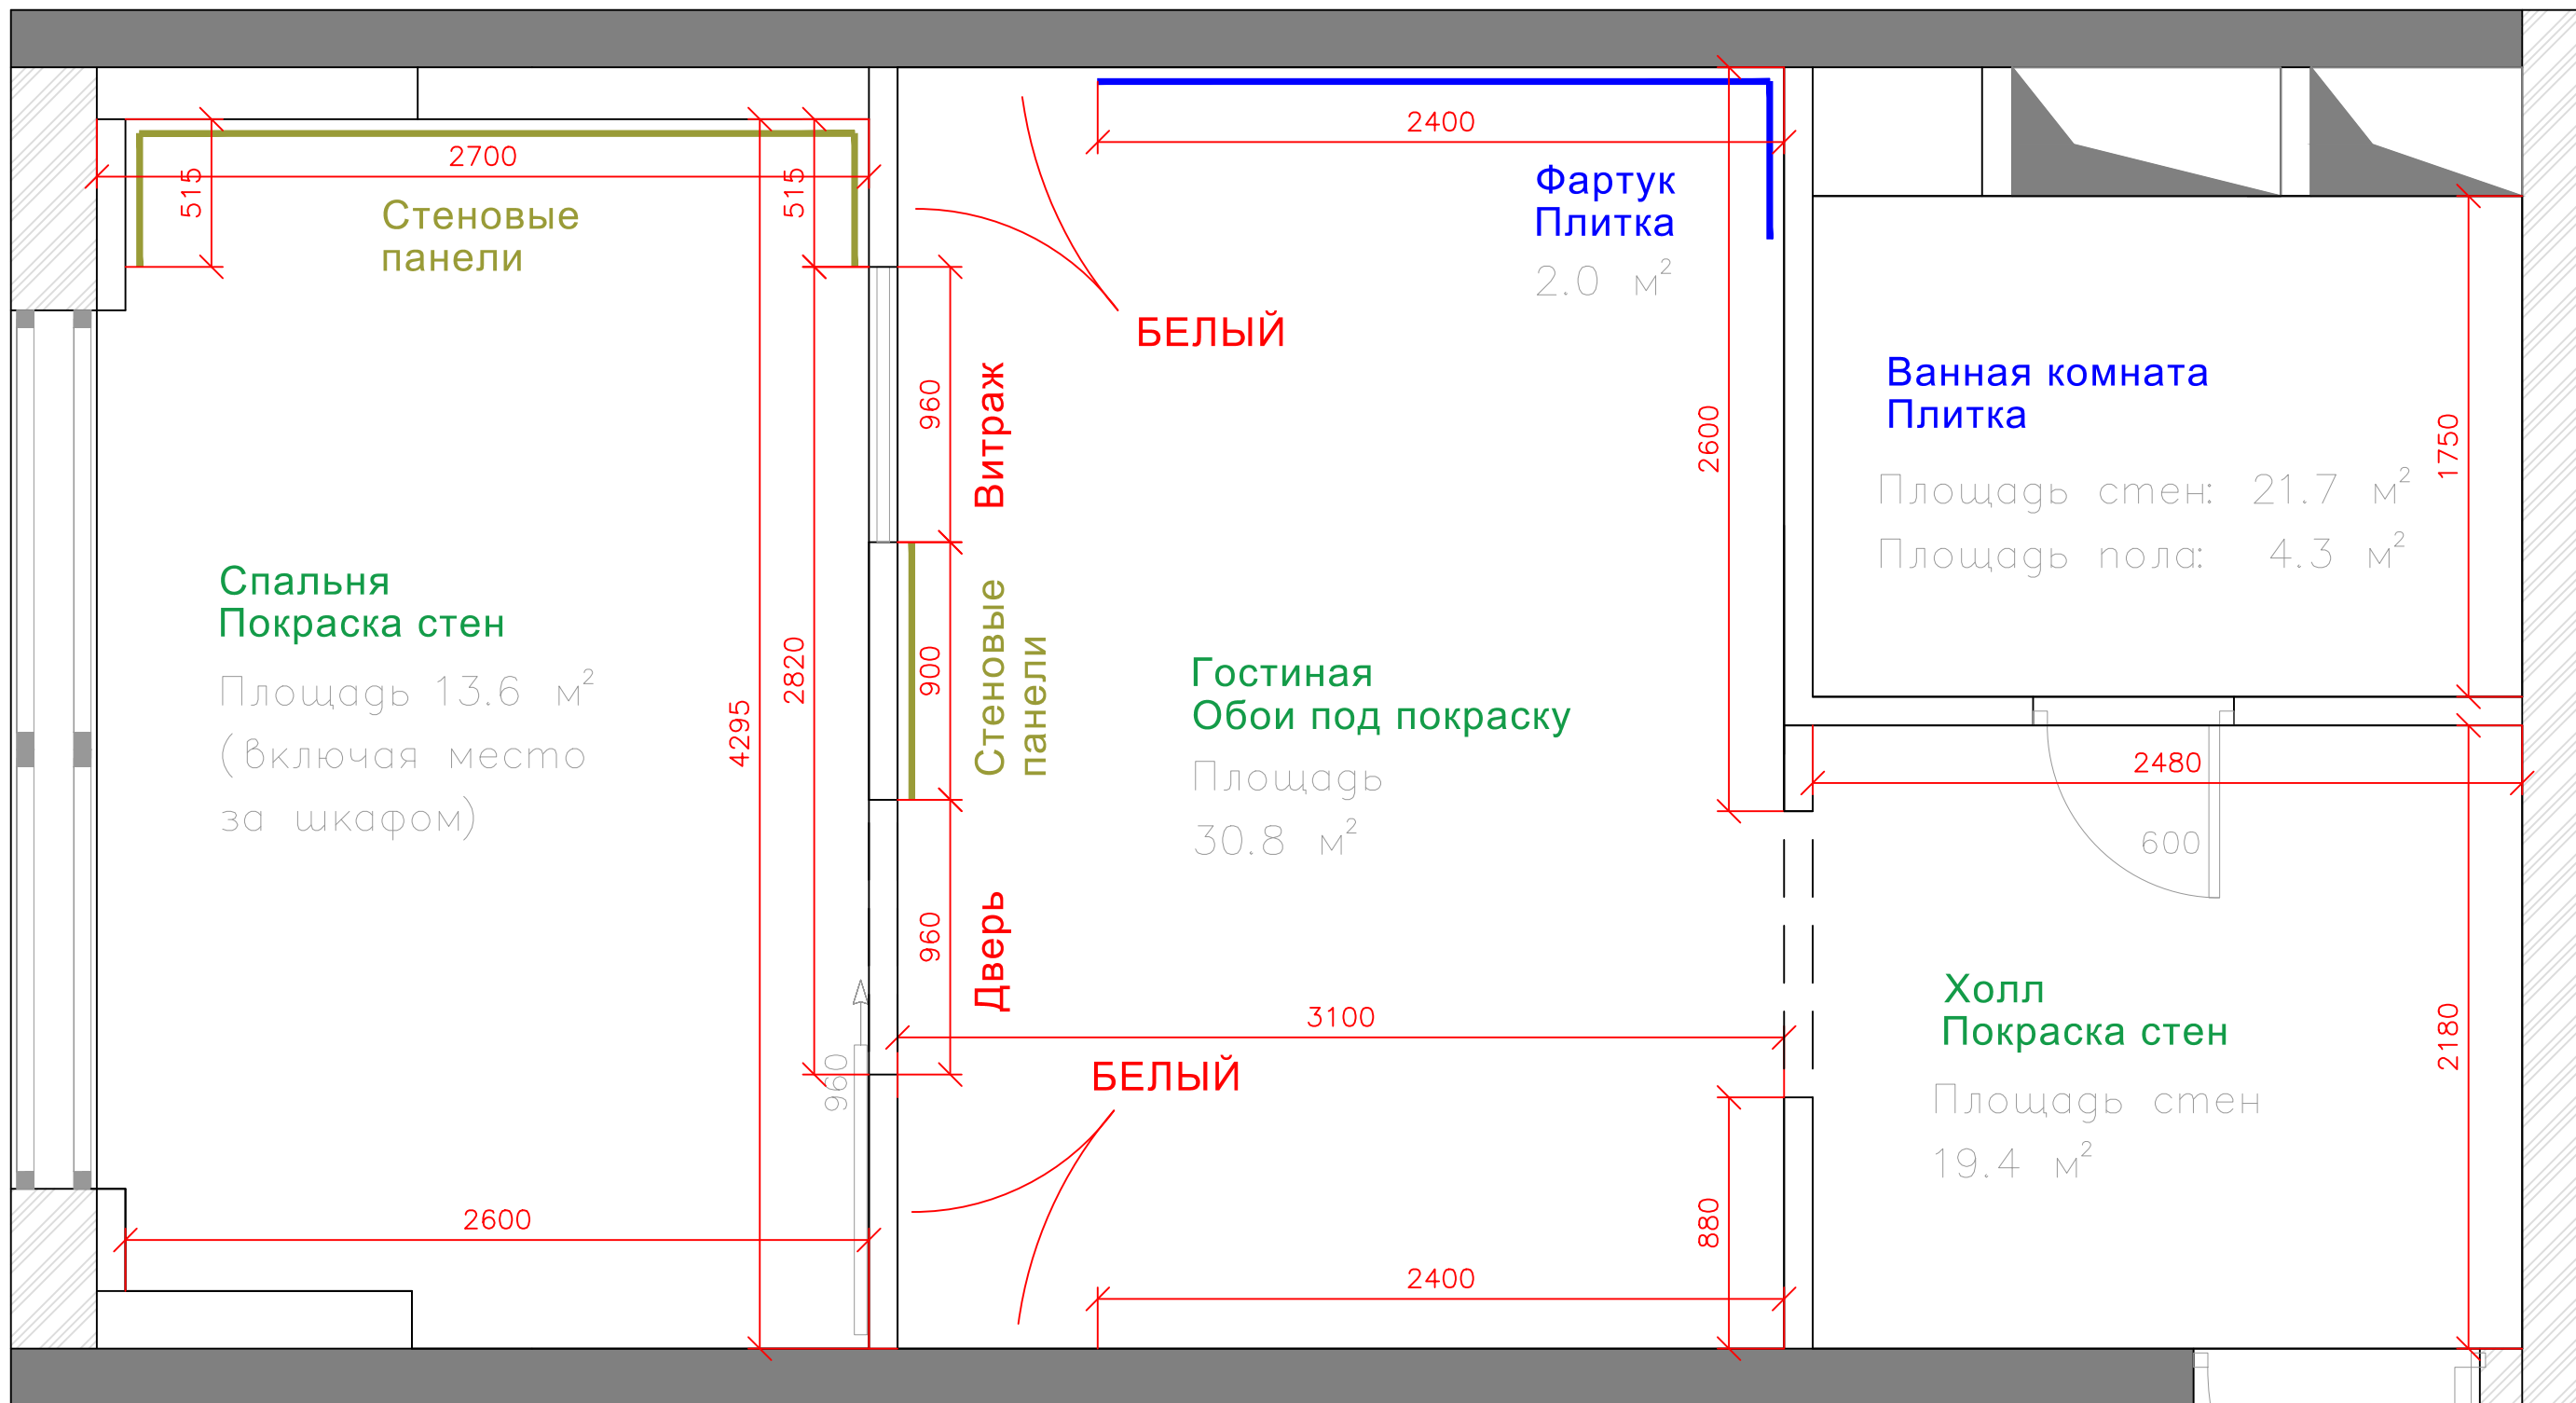 2400
2700
515
515
Фартук
Плитка
2.0 м²
Стеновые
панели
БЕЛЫЙ
960
Витраж
2600
Ванная комната
Плитка
1750
Площадь стен: 21.7 м²
Площадь пола: 4.3 м²
Спальня
Покраска стен
Площадь 13.6 м²
(включая место
за шкафом)
4295
2820
900
Стеновые
панели
Гостиная
Обои под покраску
Площадь
30.8 м²
2480
600
960
Дверь
3100
Холл
Покраска стен
Площадь стен
19.4 м²
2180
960
БЕЛЫЙ
2600
880
2400